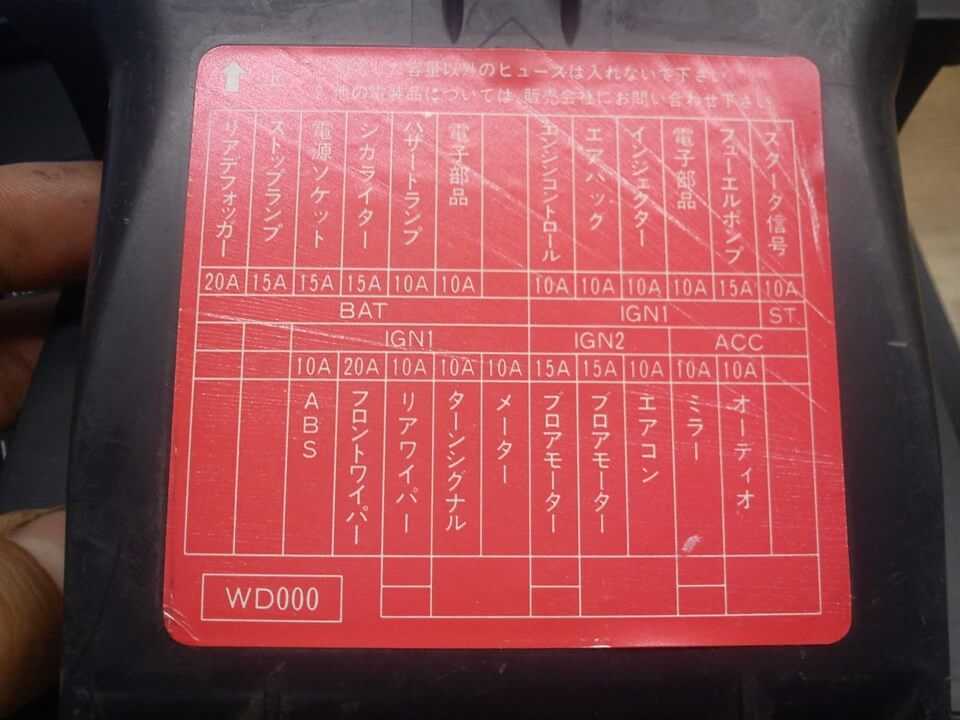 容量以外のヒューズは入れないで下さい
他の電装品については、販売会社にお問い合わせ下さい
リアデフォッガー ストップランプ 電源ソケット シガライター ハザードランプ 電子部品 エンジンコントロール エアバッグ インジェクター 電子部品 フューエルポンプ スタータ信号
20A 15A 15A 15A 10A 10A 10A 10A 10A 10A 15A 10A
BAT IGN1 ST.
IGN1 IGN2 ACC
10A 20A 10A 10A 10A 15A 15A 10A 10A 10A
ABS フロントワイパー リアワイパー ターンシグナル メーター ブロアモーター ブロアモーター エアコン ミラー オーディオ
WD000